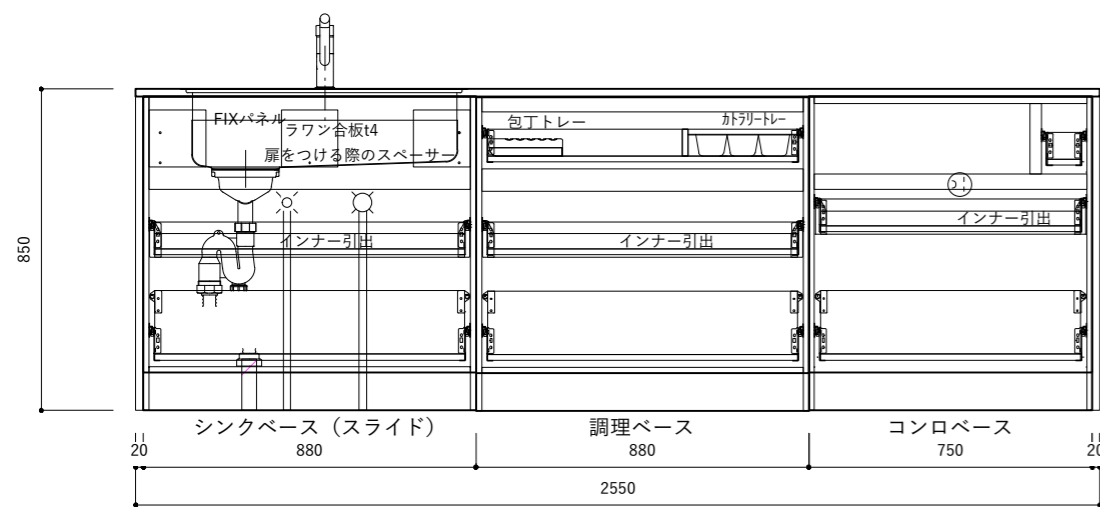 FIXパネル
ラワン合板t4
扉をつける際のスペーサー
包丁トレー
カトラリートレー
インナー引出
インナー引出
インナー引出
850
シンクベース（スライド）
調理ベース
コンロベース
20
880
880
750
20
2550